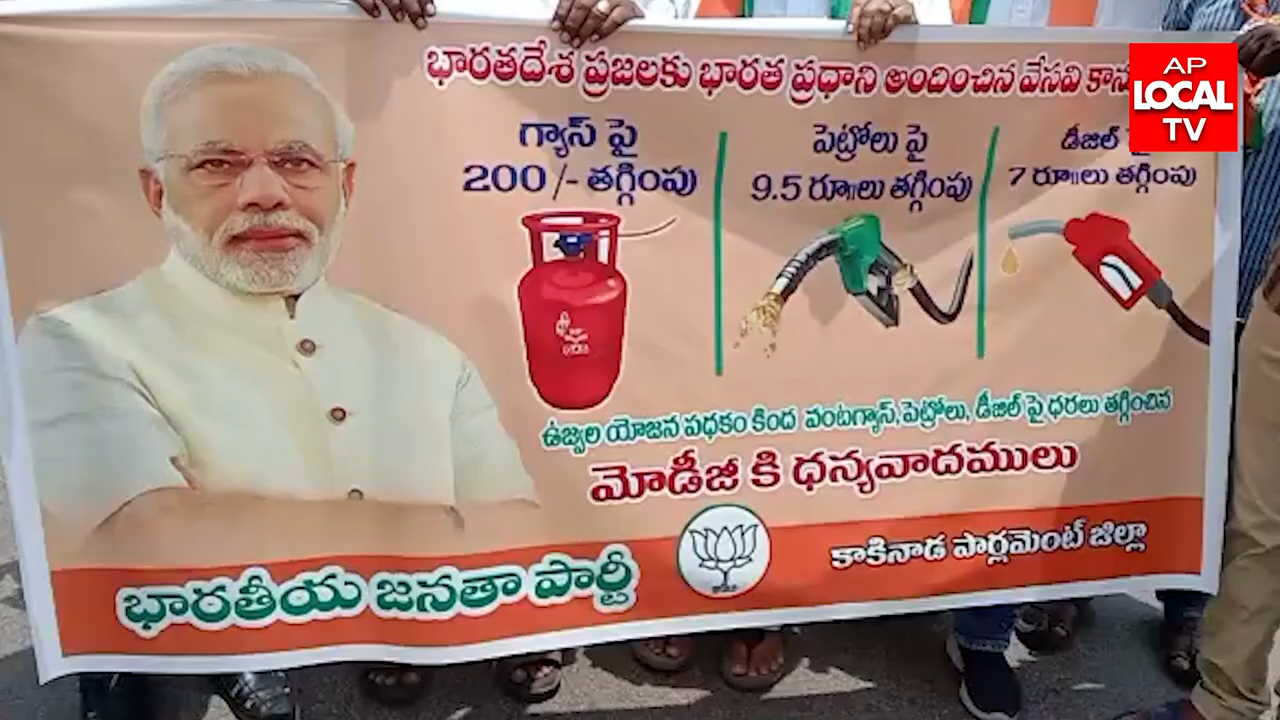 భారతదేశ ప్రజలకు భారత ప్రధాని అందించిన వేసవి
AP
LOCAL
TV
గ్యాస్ పై
200/- తగ్గింపు
పెట్రోలు పై
9.5 రూ॥లు తగ్గింపు
డీజిల్
7 రూ॥లు తగ్గింపు
ఉజ్వల యోజన పధకం కింద వంటగ్యాస్, పెట్రోలు, డీజిల్ పై ధరలు తగ్గించిన
మోడీజీ కి ధన్యవాదములు
భారతీయ జనతా పార్టీ
కాకినాడ పార్లమెంట్ జిల్లా